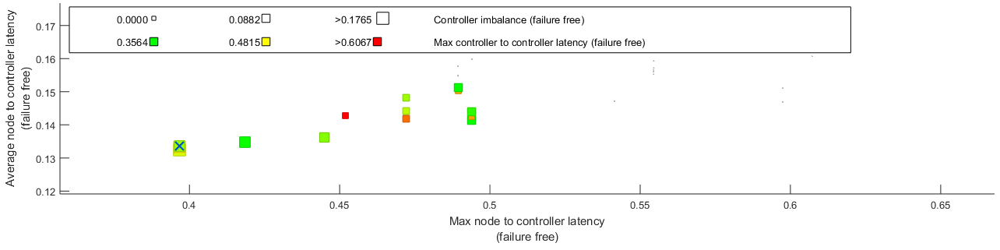 0.0000 0.0882 >0.1765 Controller imbalance (failure free)
0.3564 0.4815 >0.6067 Max controller to controller latency (failure free)
Average node to controller latency
(failure free)
0.17
0.16
0.15
0.14
0.13
0.12
0.4 0.45 0.5 0.55 0.6 0.65
Max node to controller latency
(failure free)